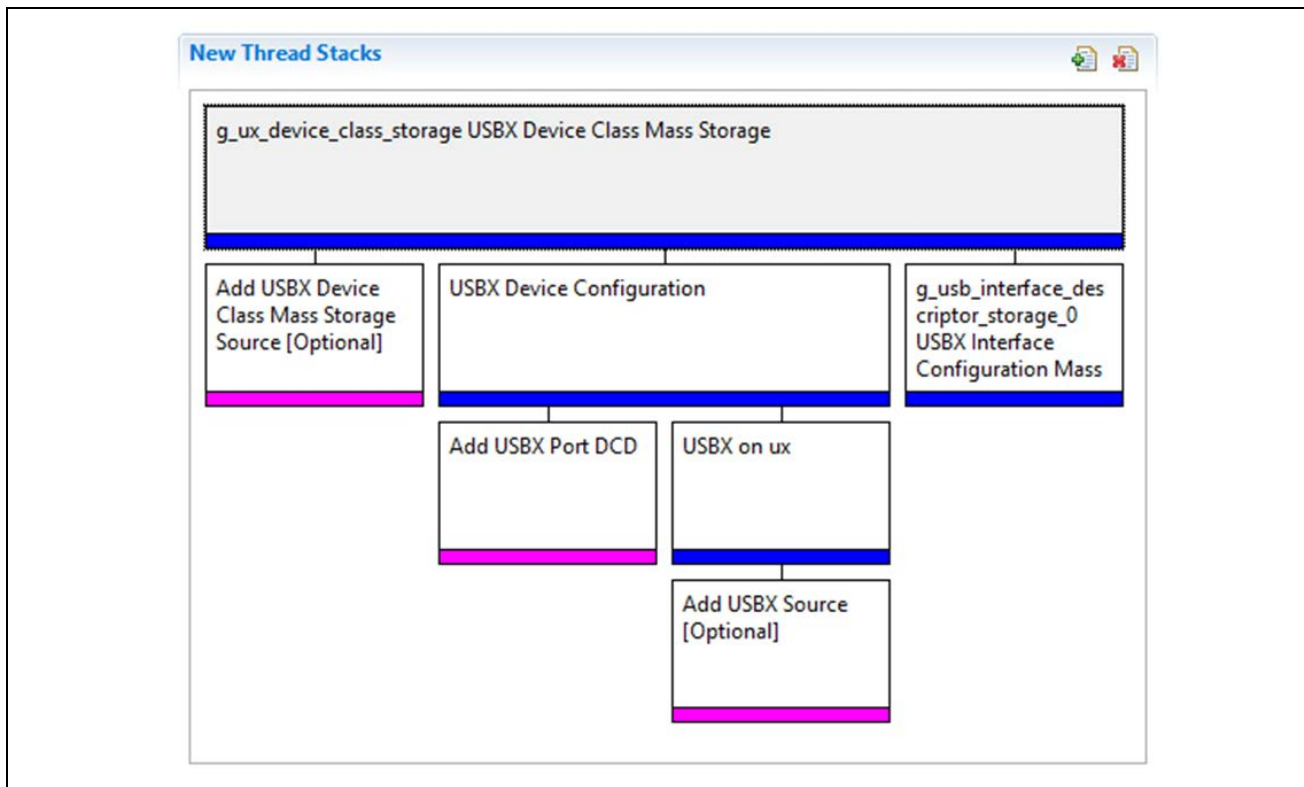 New Thread Stacks
g_ux_device_class_storage USBX Device Class Mass Storage
Add USBX Device
Class Mass Storage
Source [Optional]
USBX Device Configuration
g_usb_interface_des
criptor_storage_0
USBX Interface
Configuration Mass
Add USBX Port DCD
USBX on ux
Add USBX Source
[Optional]